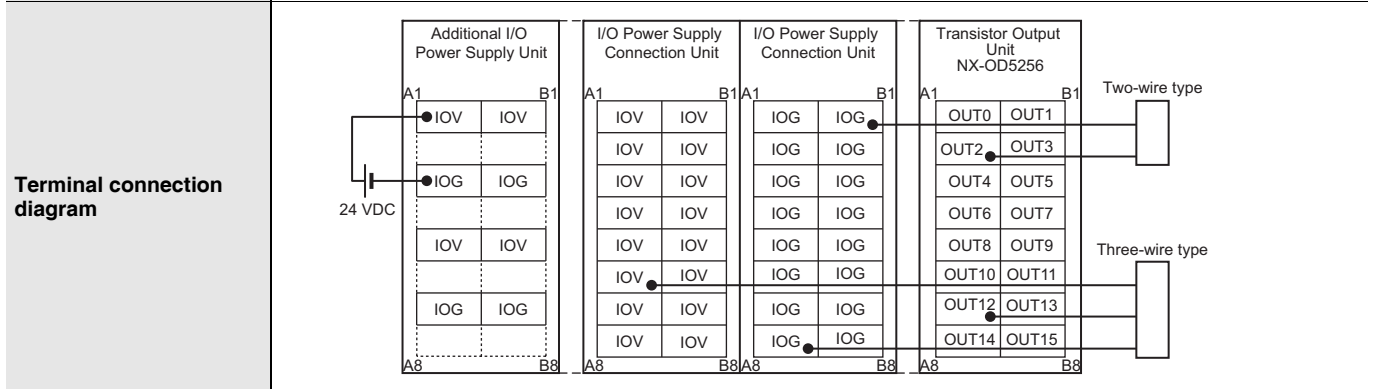 Terminal connection
diagram
Additional I/O
Power Supply Unit
I/O Power Supply
Connection Unit
I/O Power Supply
Connection Unit
Transistor Output
Unit
NX-OD5256
A1 B1 A1 B1 A1 B1 A1 B1
Two-wire type
IOV IOV IOV IOV IOG IOG OUT0 OUT1
IOV IOV IOG IOG OUT2 OUT3
IOG IOG IOV IOV IOG IOG OUT4 OUT5
24 VDC
IOV IOV IOG IOG OUT6 OUT7
IOV IOV IOV IOV IOG IOG OUT8 OUT9
Three-wire type
IOV IOV IOG IOG OUT10 OUT11
IOG IOG IOV IOV IOG IOG OUT12 OUT13
IOV IOV IOG IOG OUT14 OUT15
A8 B8 A8 B8 A8 B8 A8 B8